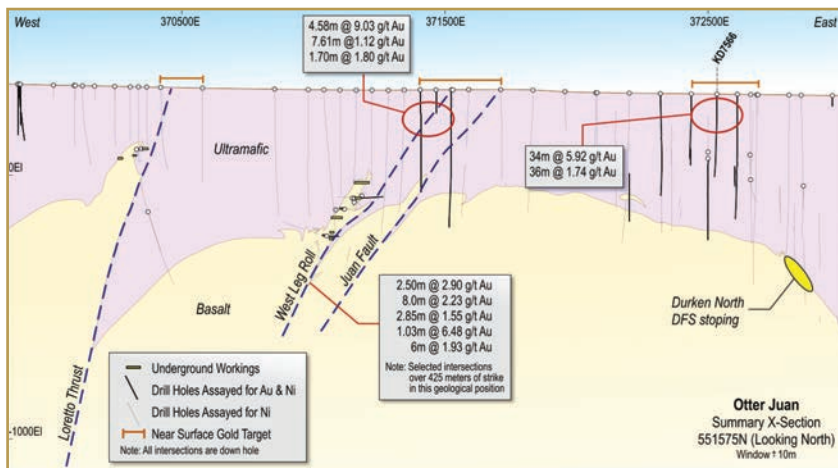 West
370500E
371500E
372500E
East
KD7566
4.58m @ 9.03 g/t Au
7.61m @1.12 g/t Au
1.70m @ 1.80 g/t Au
Ultramafic
0El
34m @ 5.92 g/t Au
36m @ 1.74 g/t Au
West Leg Roll
Juan Fault
Basalt
Loretto Thrust
2.50m @ 2.90 g/t Au
8.0m @ 2.23 g/t Au
2.85m @ 1.55 g/t Au
1.03m @ 6.48 g/t Au
6m @ 1.93 g/t Au
Note: Selected intersections
over 425 meters of strike
in this geological position
Durken North
DFS stoping
Underground Workings
Drill Holes Assayed for Au & Ni
Drill Holes Assayed for Ni
Near Surface Gold Target
Note: All intersections are down hole
-1000El
Otter Juan
Summary X-Section
551575N (Looking North)
Window ± 10m